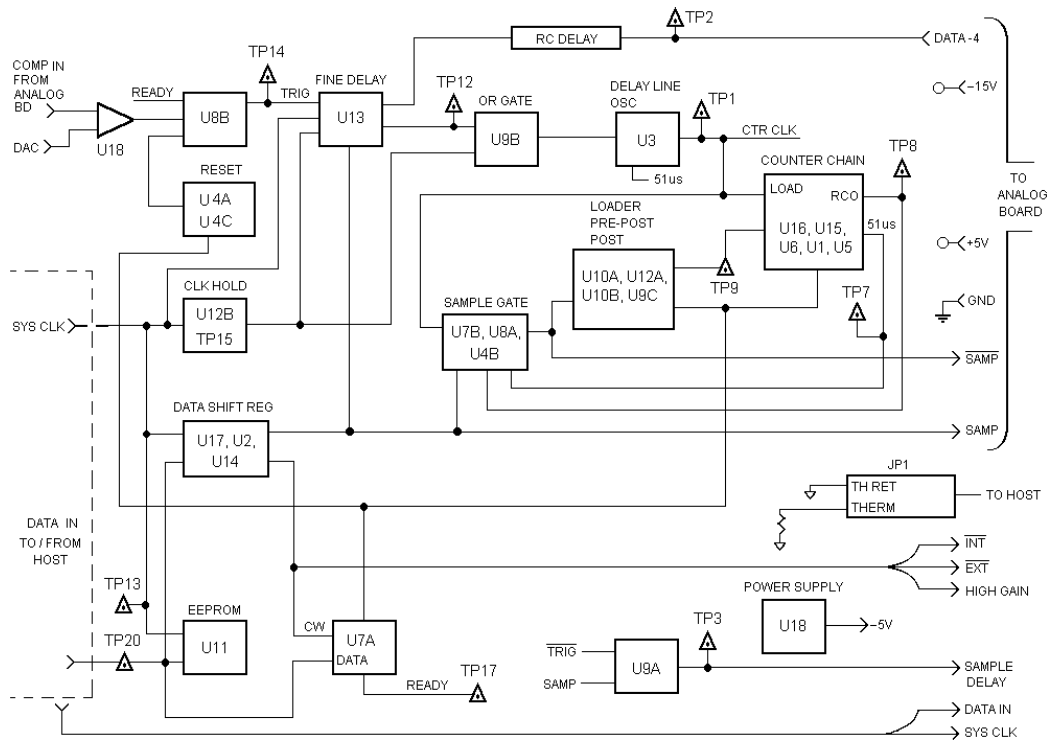 TP2
RC DELAY
DATA-4
COMP IN
FROM
ANALOG
BD
READY
TP14
TRIG
FINE DELAY
TP12
OR GATE
DELAY LINE
OSC
TP1
CTR CLK
-15V
U8B
U13
U9B
U3
U18
DAC
51us
COUNTER CHAIN
TP8
TO
ANALOG
BOARD
RESET
U4A
U4C
LOADER
PRE-POST
POST
LOAD
RCO
51us
U16, U15,
U6, U1, U5
+5V
U10A, U12A,
U10B, U9C
TP9
TP7
CLK HOLD
SYS CLK
U12B
TP15
SAMPLE GATE
U7B, U8A,
U4B
GND
SAMP
DATA SHIFT REG
U17, U2,
U14
SAMP
JP1
TH RET
THERM
TO HOST
DATA IN
TO / FROM
HOST
INT
EXT
HIGH GAIN
TP13
EEPROM
U11
TP20
CW
U7A
DATA
READY
TP17
POWER SUPPLY
U18
-5V
TRIG
SAMP
U9A
TP3
SAMPLE
DELAY
DATA IN
SYS CLK